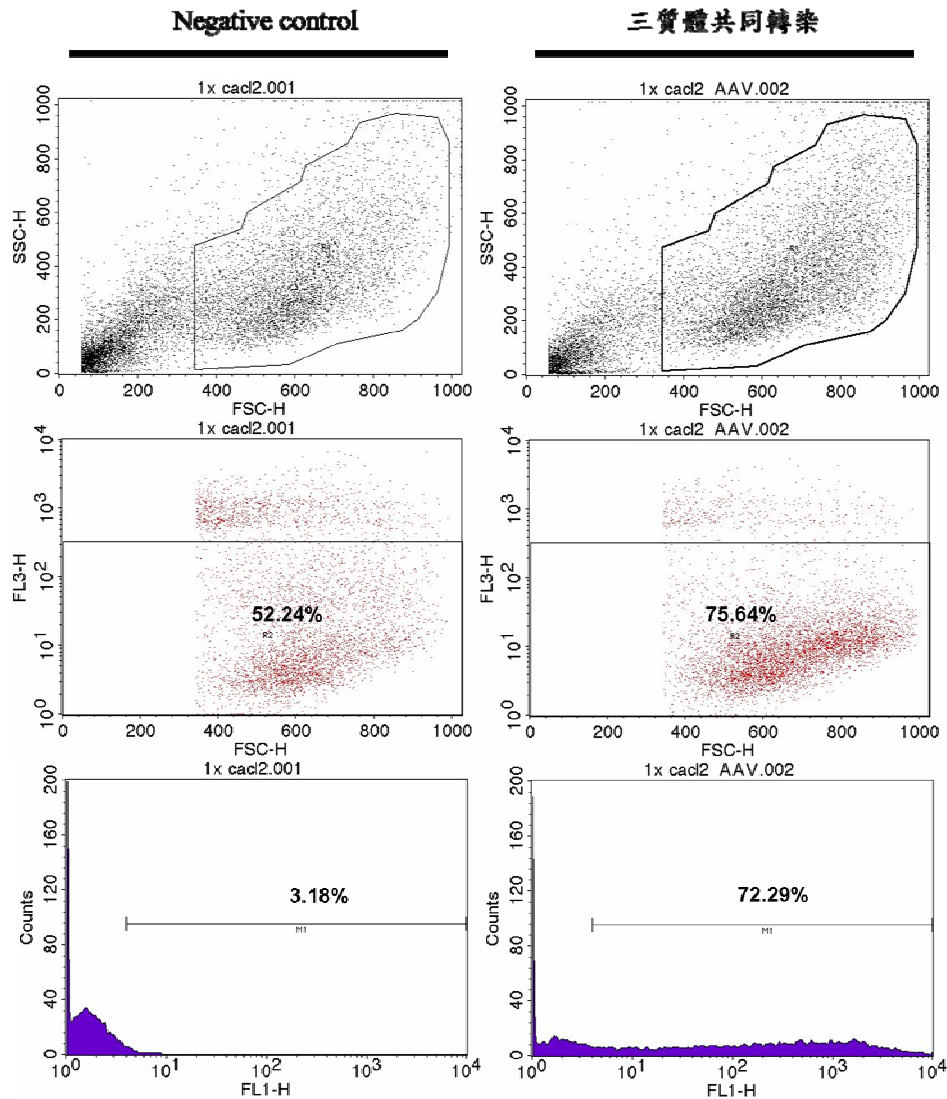 Negative control
三質體共同轉染
1x cacl2.001
1000
800
600
400
200
0
SSC-H
0 200 400 600 800 1000
FSC-H
1x cacl2 AAV.002
1000
800
600
400
200
0
SSC-H
0 200 400 600 800 1000
FSC-H
1x cacl2.001
10^4
10^3
10^2
10^1
10^0
FL3-H
52.24%
R2
0 200 400 600 800 1000
FSC-H
1x cacl2 AAV.002
10^4
10^3
10^2
10^1
10^0
FL3-H
75.64%
R2
0 200 400 600 800 1000
FSC-H
1x cacl2.001
200
160
120
80
40
0
Counts
3.18%
M1
10^0 10^1 10^2 10^3 10^4
FL1-H
1x cacl2 AAV.002
200
160
120
80
40
0
Counts
72.29%
M1
10^0 10^1 10^2 10^3 10^4
FL1-H